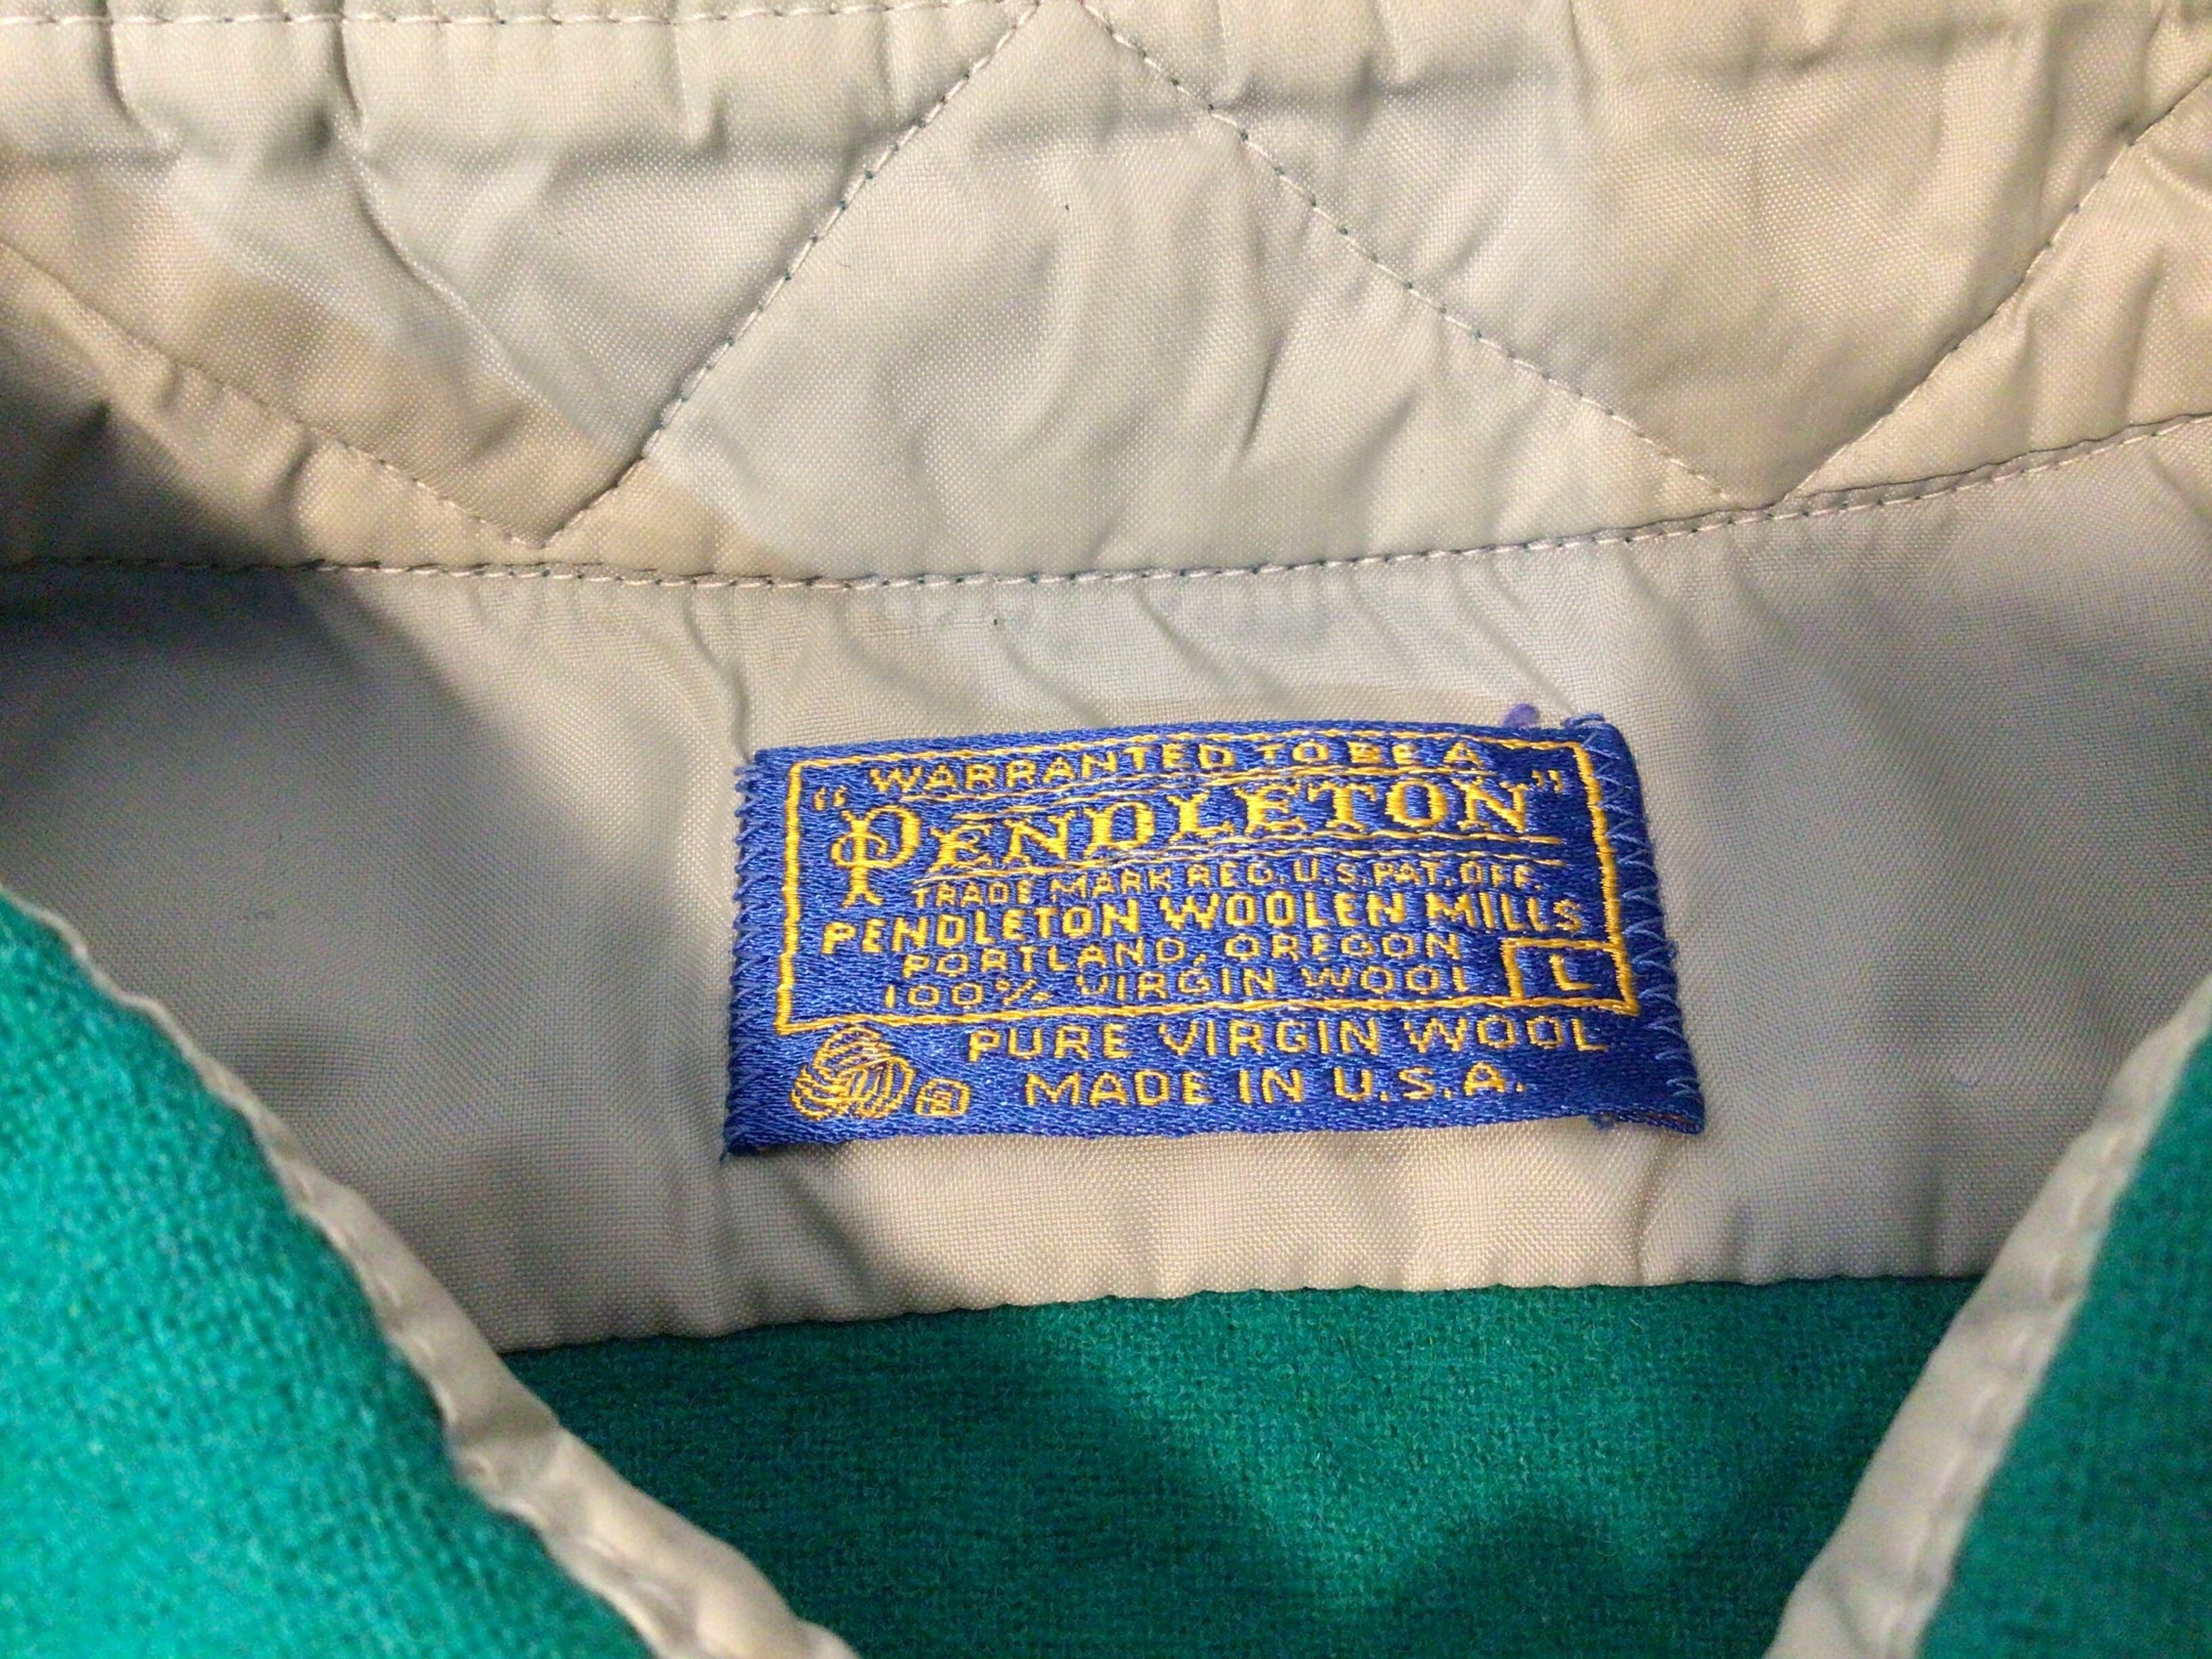 WARRANTED TO BE A
"PENDLETON"
TRADE MARK REG. U.S. PAT. OFF.
PENDLETON WOOLEN MILLS
PORTLAND, OREGON
100% VIRGIN WOOL
L
PURE VIRGIN WOOL
MADE IN U.S.A.